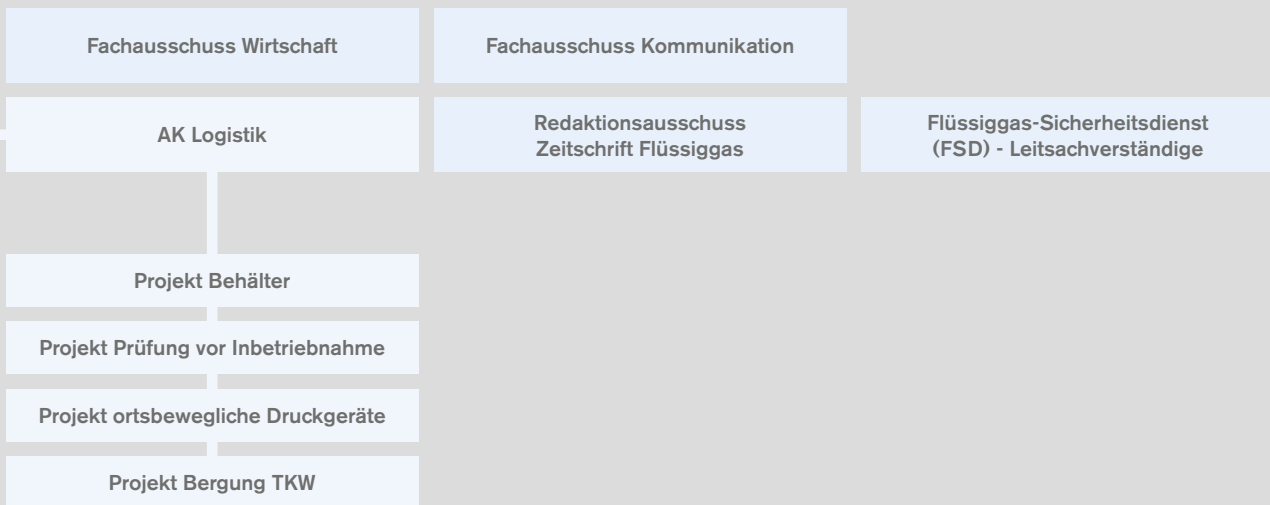 Fachausschuss Wirtschaft
Fachausschuss Kommunikation
AK Logistik
Redaktionsausschuss
Zeitschrift Flüssiggas
Flüssiggas-Sicherheitsdienst
(FSD) - Leitsachverständige
Projekt Behälter
Projekt Prüfung vor Inbetriebnahme
Projekt ortsbewegliche Druckgeräte
Projekt Bergung TKW